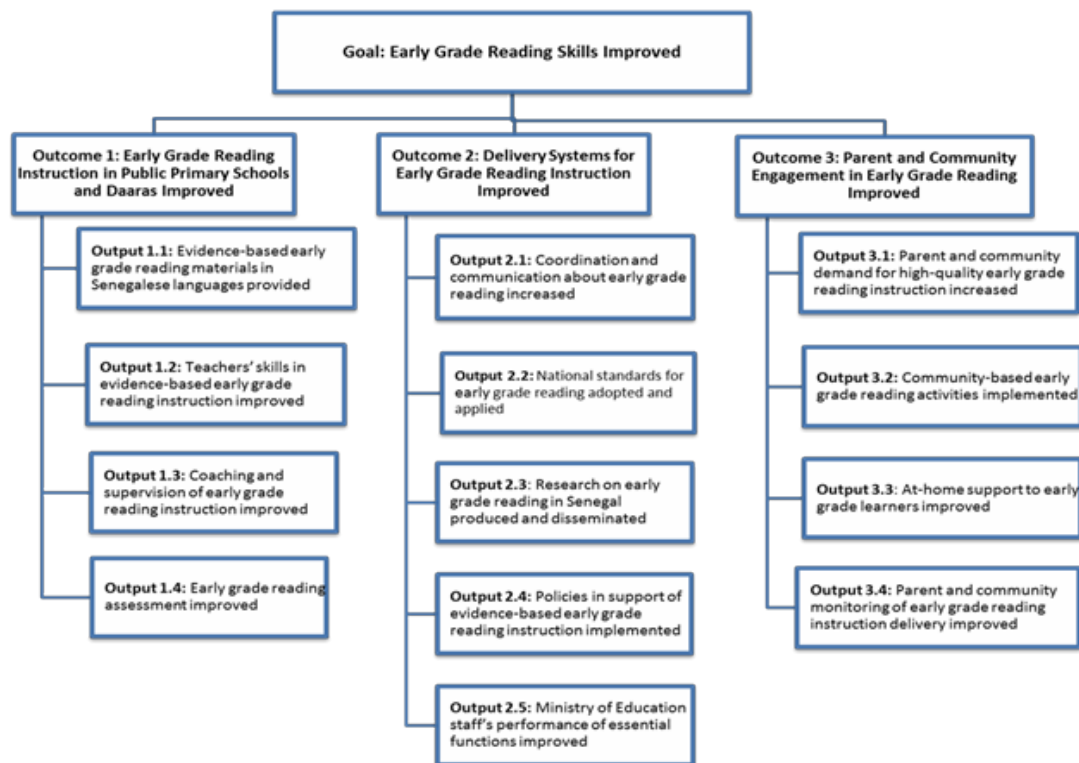 Goal: Early Grade Reading Skills Improved
Outcome 1: Early Grade Reading
Instruction in Public Primary Schools
and Daaras Improved
Output 1.1: Evidence-based early
grade reading materials in
Senegalese languages provided
Output 1.2: Teachers’ skills in
evidence-based early grade
reading instruction improved
Output 1.3: Coaching and
supervision of early grade
reading instruction improved
Output 1.4: Early grade reading
assessment improved
Outcome 2: Delivery Systems for
Early Grade Reading Instruction
Improved
Output 2.1: Coordination and
communication about early grade
reading increased
Output 2.2: National standards for
early grade reading adopted and
applied
Output 2.3: Research on early
grade reading in Senegal
produced and disseminated
Output 2.4: Policies in support of
evidence-based early grade
reading instruction implemented
Output 2.5: Ministry of Education
staff’s performance of essential
functions improved
Outcome 3: Parent and Community
Engagement in Early Grade Reading
Improved
Output 3.1: Parent and community
demand for high-quality early grade
reading instruction increased
Output 3.2: Community-based early
grade reading activities implemented
Output 3.3: At-home support to early
grade learners improved
Output 3.4: Parent and community
monitoring of early grade reading
instruction delivery improved